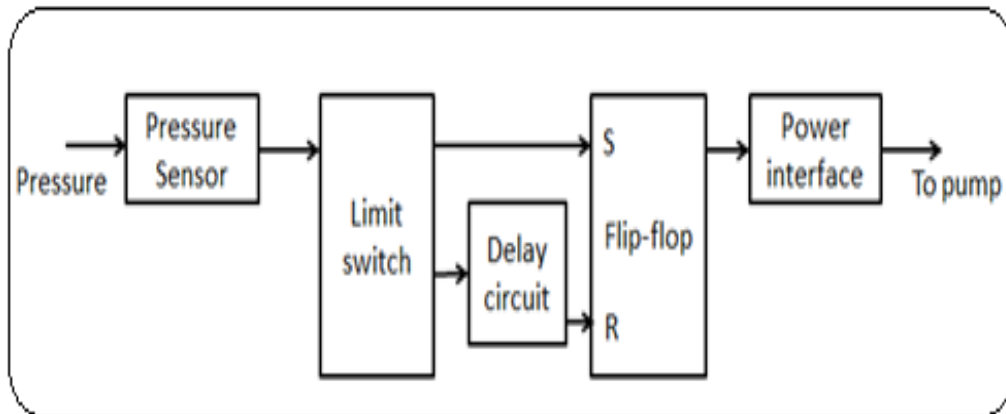 Pressure
Pressure
Sensor
Limit
switch
Delay
circuit
S
Flip-flop
R
Power
interface
To pump